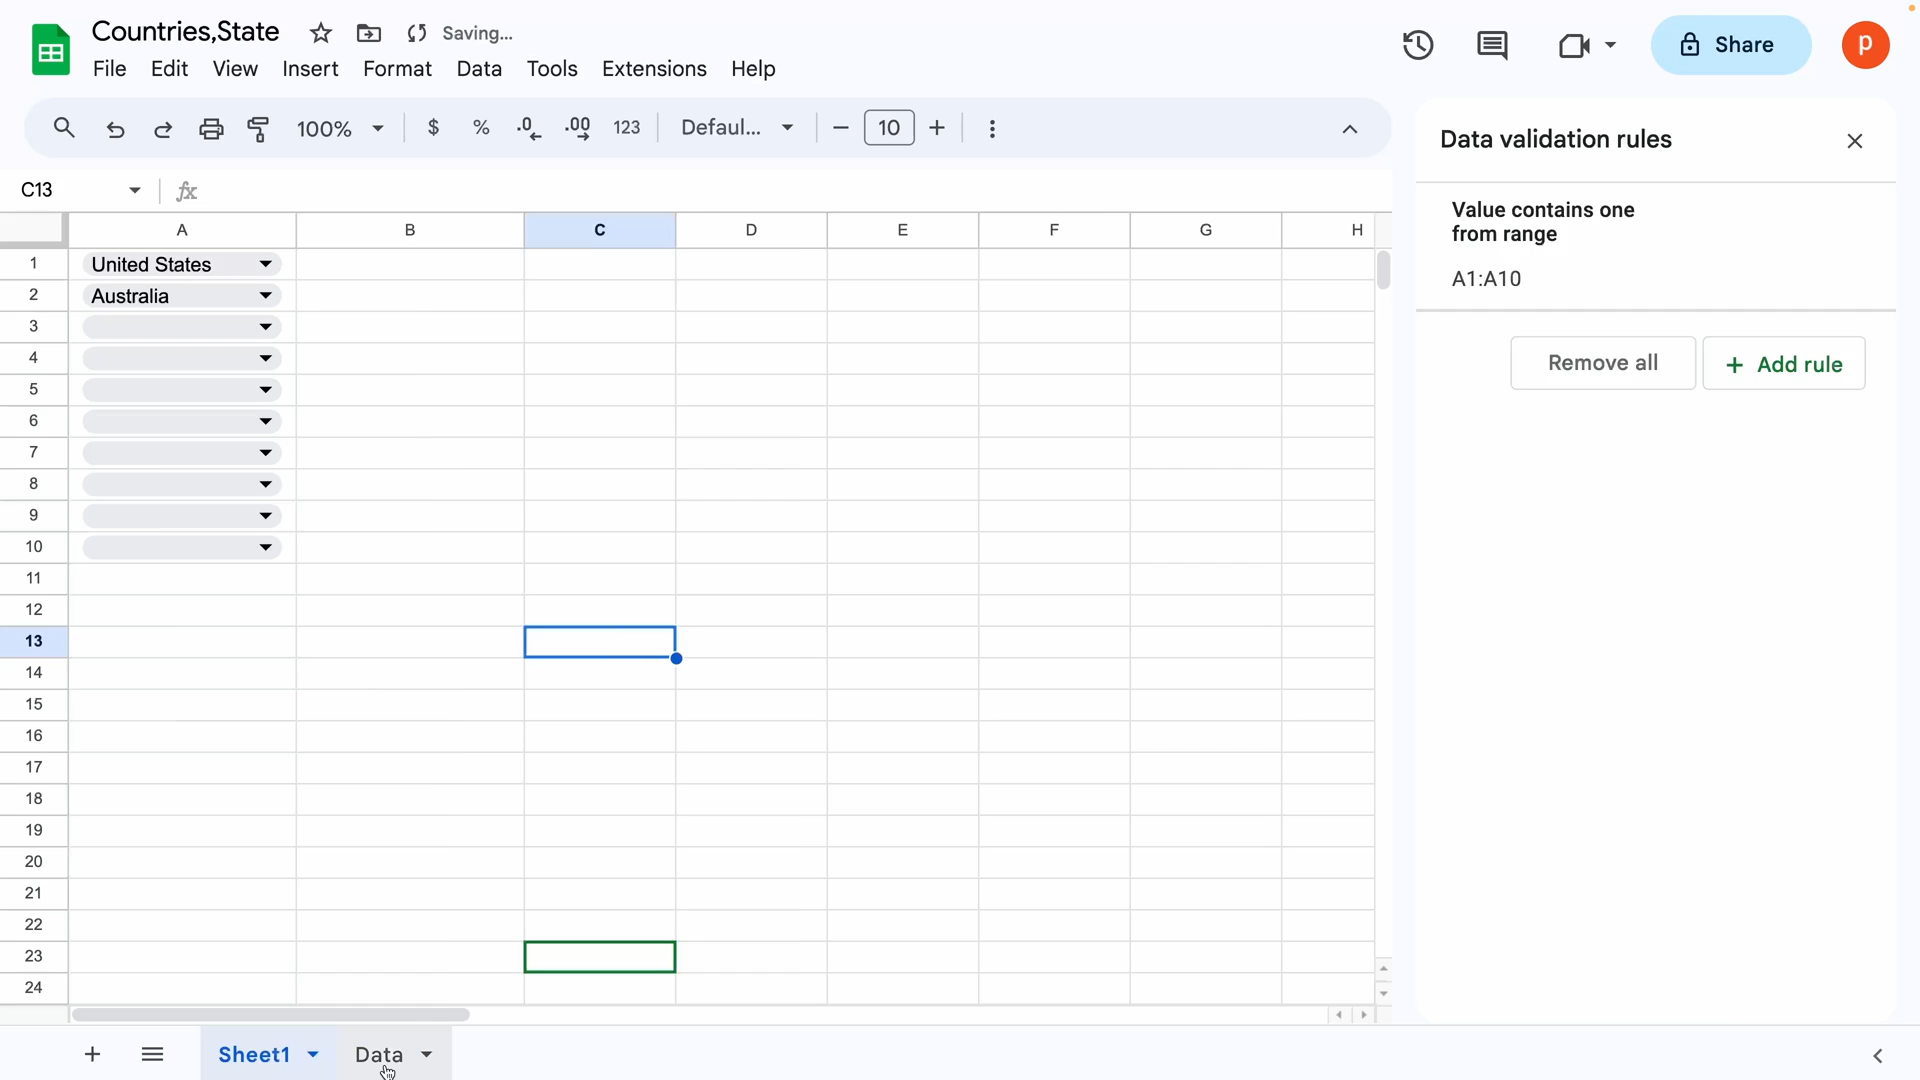 Countries,State Saving...
File Edit View Insert Format Data Tools Extensions Help
Share
p
100% $ % .0 .00 123 Defaul... 10
Data validation rules
C13 fx
Value contains one
from range
A1:A10
Remove all
+ Add rule
A B C D E F G H
1 United States
2 Australia
3
4
5
6
7
8
9
10
11
12
13
14
15
16
17
18
19
20
21
22
23
24
Sheet1 Data